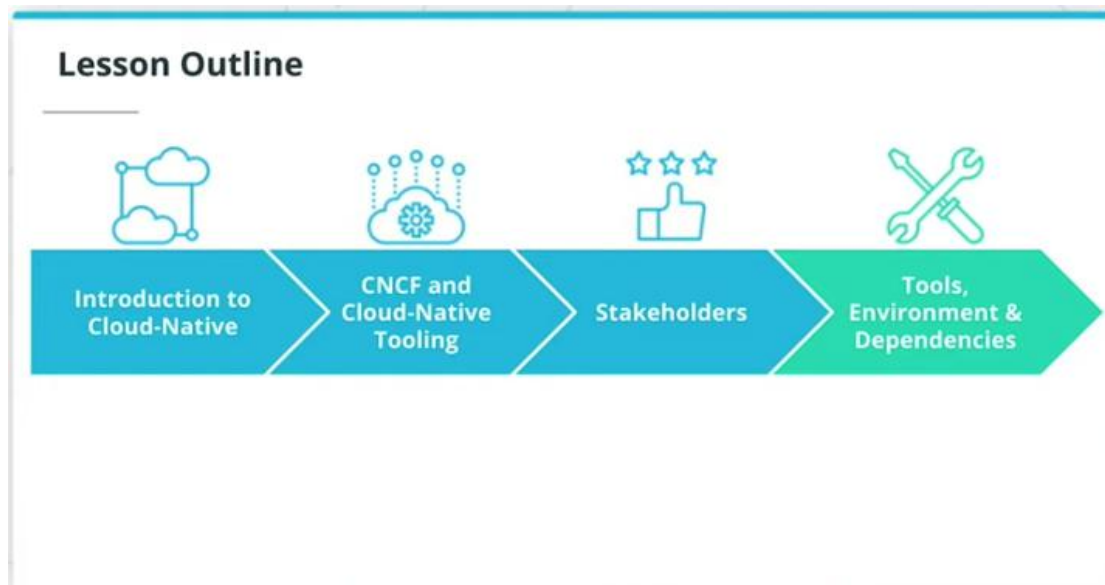 Lesson Outline
Introduction to
Cloud-Native
CNCF and
Cloud-Native
Tooling
Stakeholders
Tools,
Environment &
Dependencies